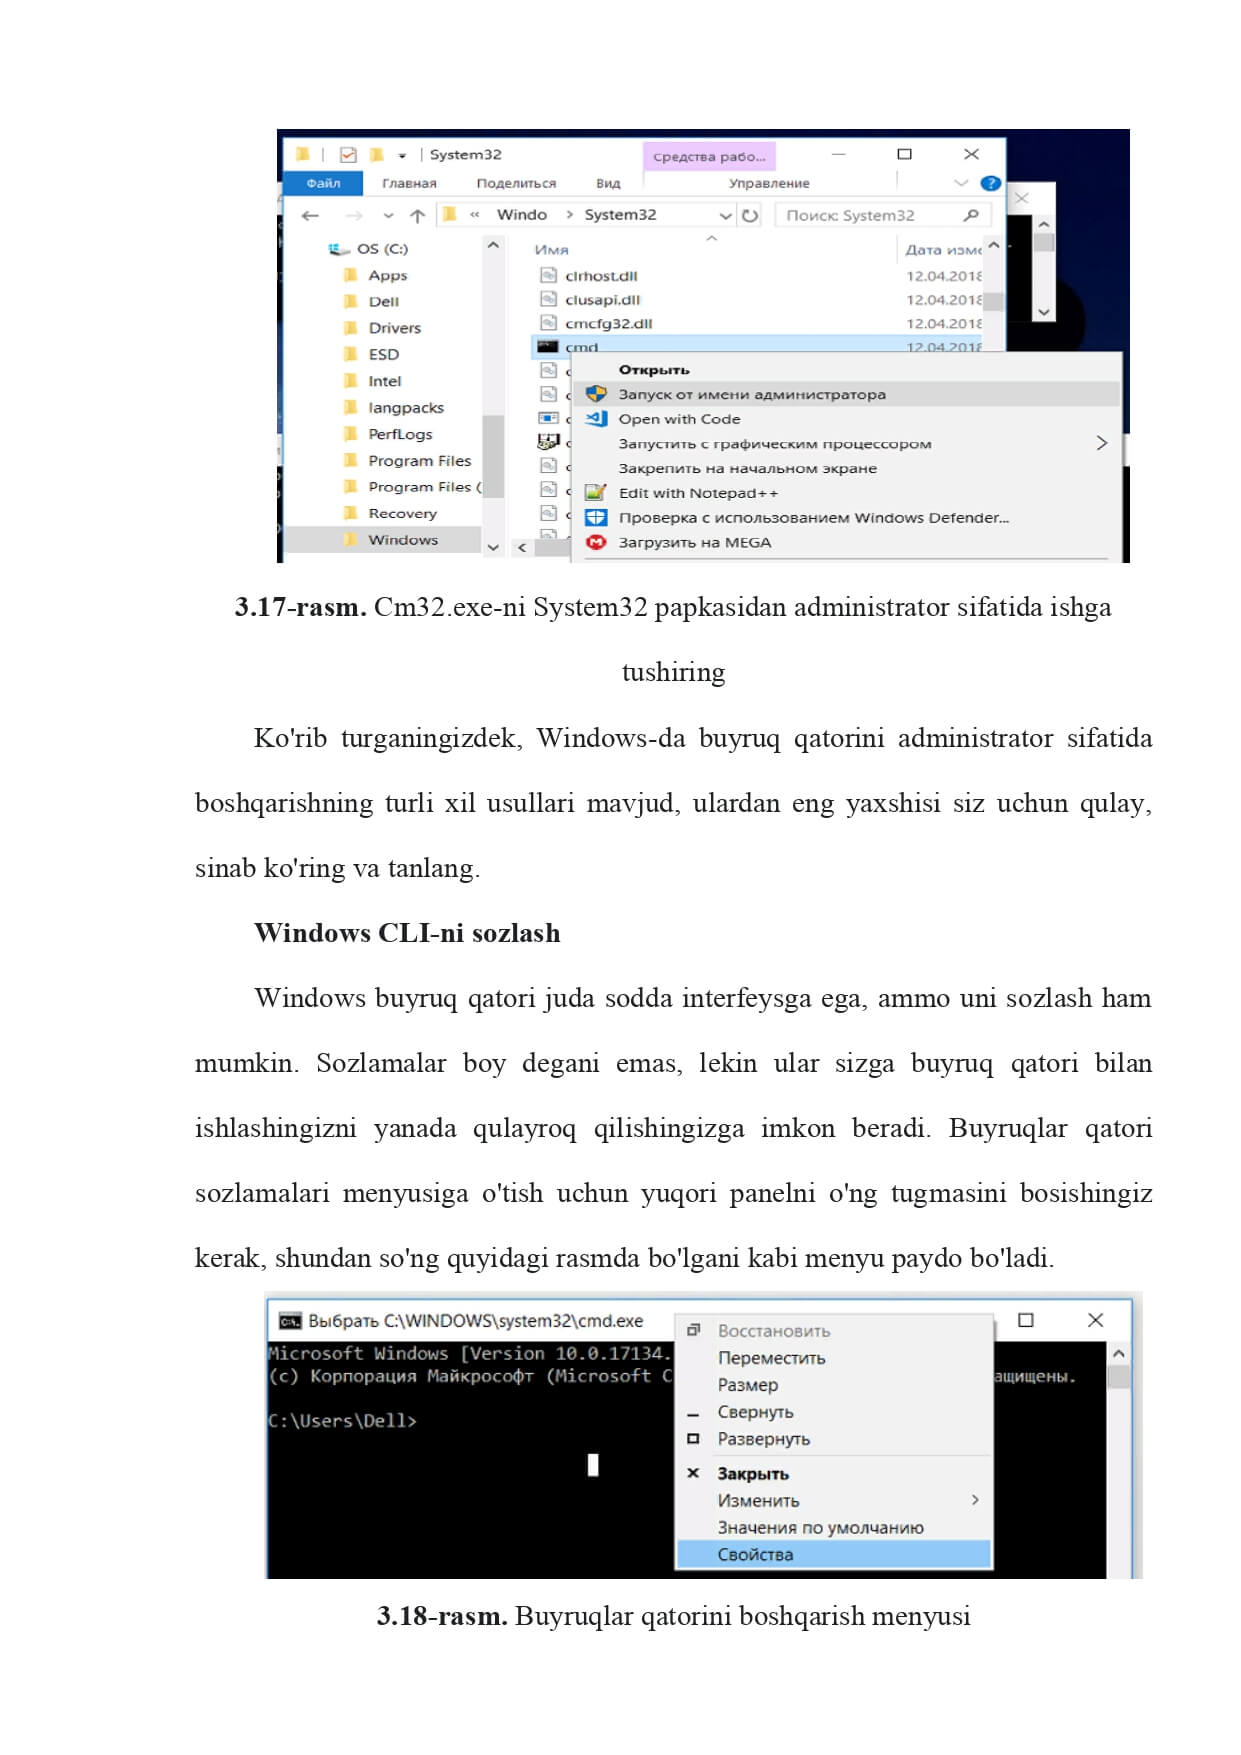 System32
Средства рабо...
Файл Главная Поделиться Вид Управление
« Windo > System32
Поиск: System32
OS (C:)
Apps
Dell
Drivers
ESD
Intel
langpacks
PerfLogs
Program Files
Program Files (
Recovery
Windows
Имя
clrhost.dll 12.04.2018
clusapi.dll 12.04.2018
cmcfg32.dll 12.04.2018
cmd 12.04.2018
Открыть
Запуск от имени администратора
Open with Code
Запустить с графическим процессором
Закрепить на начальном экране
Edit with Notepad++
Проверка с использованием Windows Defender...
Загрузить на MEGA
3.17-rasm. Cm32.exe-ni System32 papkasidan administrator sifatida ishga
tushiring
Ko'rib turganingizdek, Windows-da buyruq qatorini administrator sifatida
boshqarishning turli xil usullari mavjud, ulardan eng yaxshisi siz uchun qulay,
sinab ko'ring va tanlang.
Windows CLI-ni sozlash
Windows buyruq qatori juda sodda interfeysga ega, ammo uni sozlash ham
mumkin. Sozlamalar boy degani emas, lekin ular sizga buyruq qatori bilan
ishlashingizni yanada qulayroq qilishingizga imkon beradi. Buyruqlar qatori
sozlamalari menyusiga o'tish uchun yuqori panelni o'ng tugmasini bosishingiz
kerak, shundan so'ng quyidagi rasmda bo'lgani kabi menyu paydo bo'ladi.
Выбрать C:\WINDOWS\system32\cmd.exe
Microsoft Windows [Version 10.0.17134.
(c) Корпорация Майкрософт (Microsoft C ащищены.
C:\Users\Dell>
Восстановить
Переместить
Размер
Свернуть
Развернуть
Закрыть
Изменить
Значения по умолчанию
Свойства
3.18-rasm. Buyruqlar qatorini boshqarish menyusi